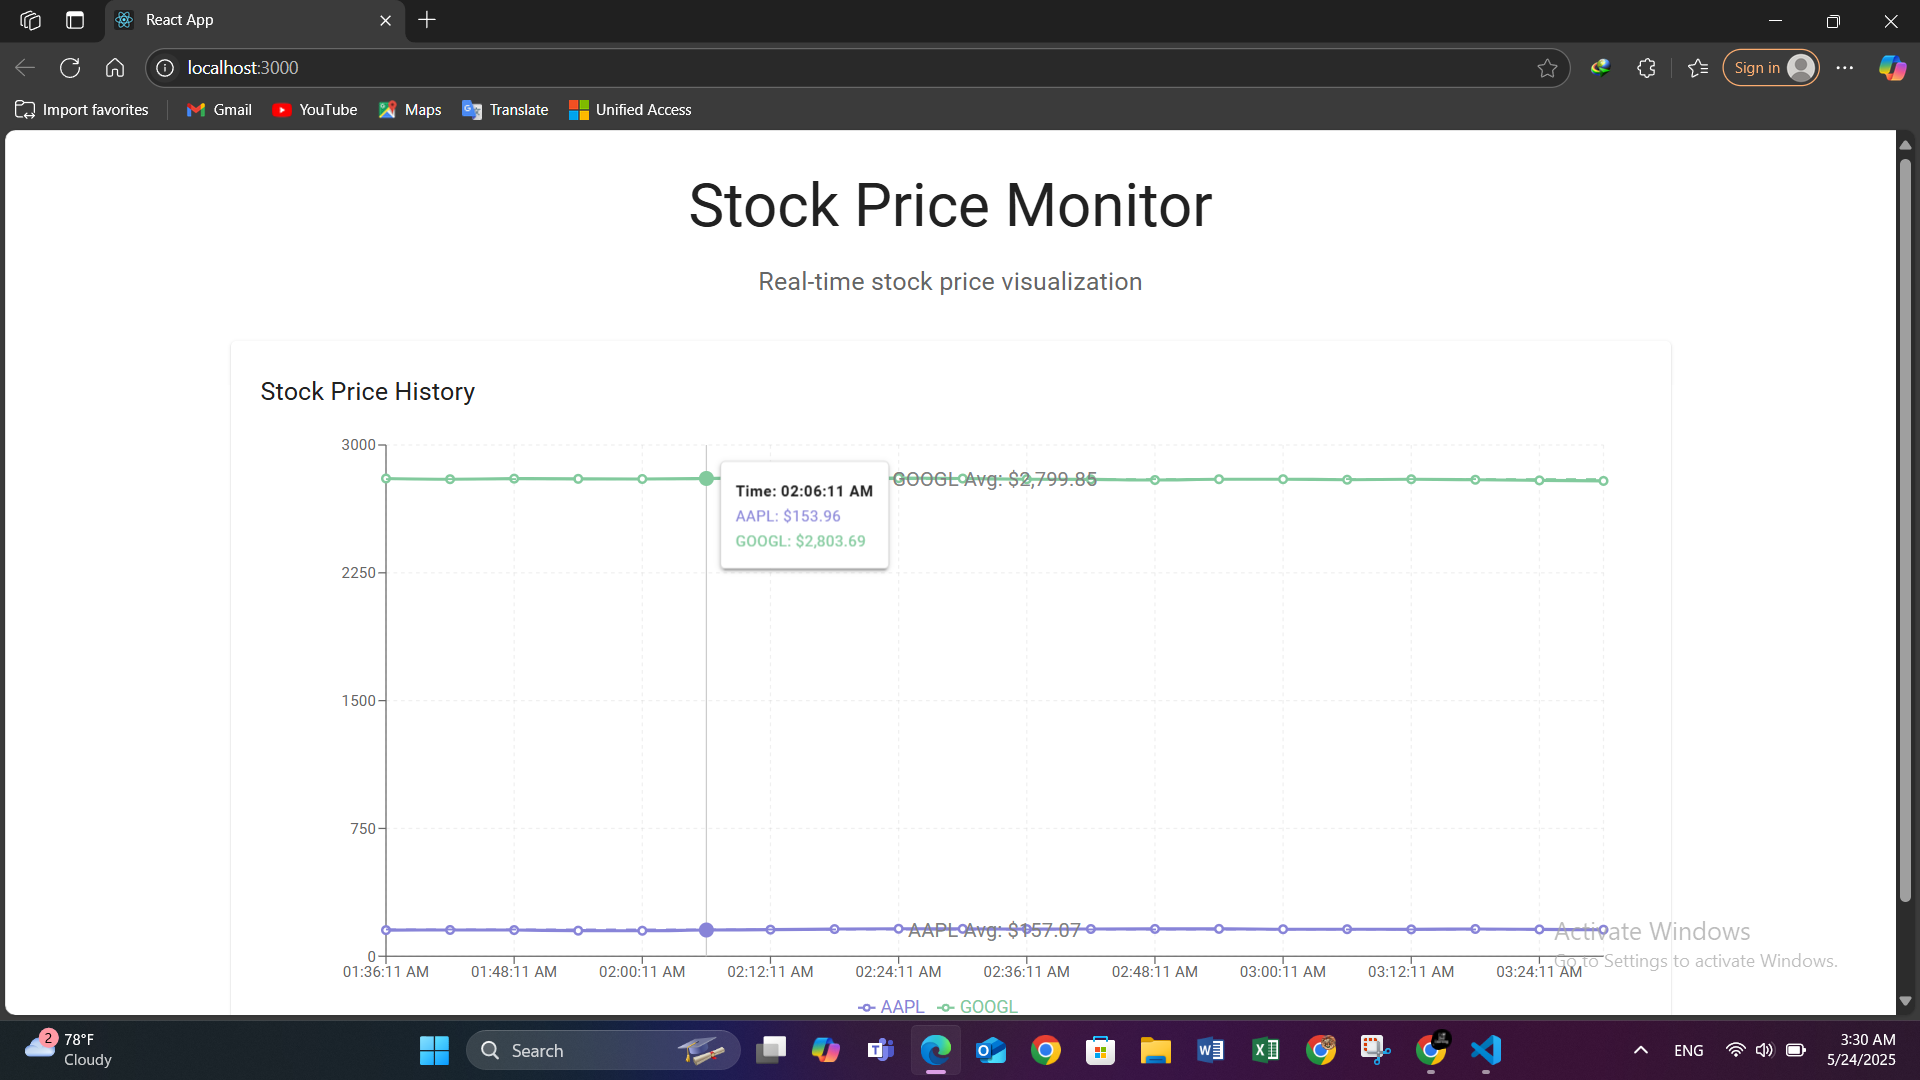 React App
localhost:3000
Sign in
Import favorites
Gmail
YouTube
Maps
Translate
Unified Access
Stock Price Monitor
Real-time stock price visualization
Stock Price History
3000
2250
1500
750
0
GOOGL Avg: $2,799.85
Time: 02:06:11 AM
AAPL: $153.96
GOOGL: $2,803.69
AAPL Avg: $157.07
01:36:11 AM
01:48:11 AM
02:00:11 AM
02:12:11 AM
02:24:11 AM
02:36:11 AM
02:48:11 AM
03:00:11 AM
03:12:11 AM
03:24:11 AM
AAPL
GOOGL
Activate Windows
Go to Settings to activate Windows.
2
78°F
Cloudy
Search
ENG
3:30 AM
5/24/2025